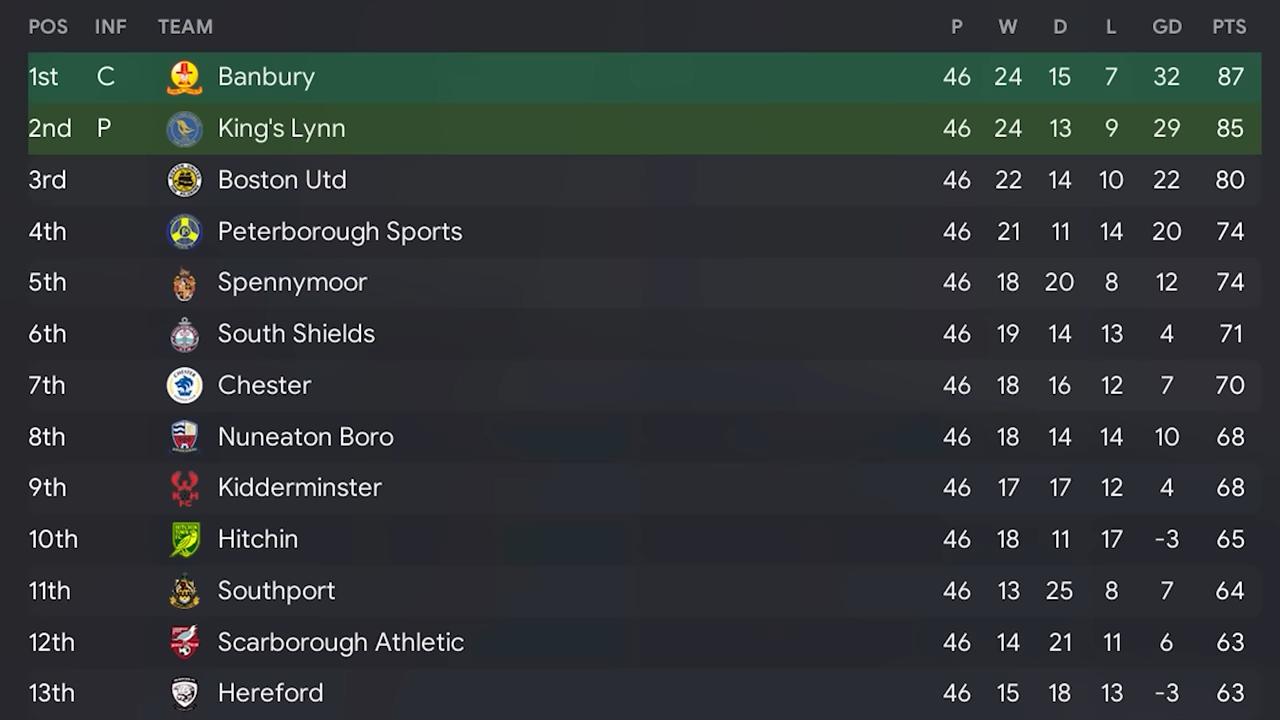 POS INF TEAM P W D L GD PTS
1st C Banbury 46 24 15 7 32 87
2nd P King's Lynn 46 24 13 9 29 85
3rd Boston Utd 46 22 14 10 22 80
4th Peterborough Sports 46 21 11 14 20 74
5th Spennymoor 46 18 20 8 12 74
6th South Shields 46 19 14 13 4 71
7th Chester 46 18 16 12 7 70
8th Nuneaton Boro 46 18 14 14 10 68
9th Kidderminster 46 17 17 12 4 68
10th Hitchin 46 18 11 17 -3 65
11th Southport 46 13 25 8 7 64
12th Scarborough Athletic 46 14 21 11 6 63
13th Hereford 46 15 18 13 -3 63